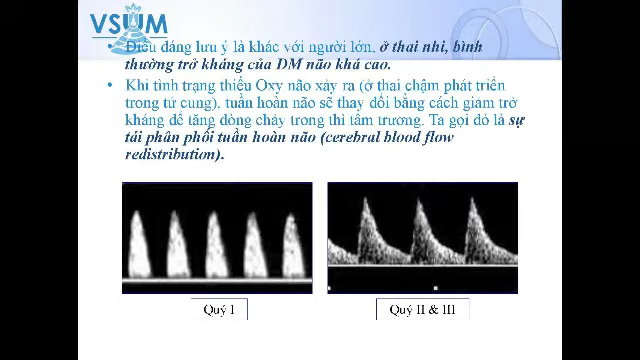 VSUM
• Điều đáng lưu ý là khác với người lớn, ở thai nhi, bình
thường trở kháng của ĐM não khá cao.
• Khi tình trạng thiếu Oxy não xảy ra (ở thai chậm phát triển
trong tử cung), tuần hoàn não sẽ thay đổi bằng cách giảm trở
kháng để tăng dòng chảy trong thì tâm trương. Ta gọi đó là sự
tái phân phối tuần hoàn não (cerebral blood flow
redistribution).
Quý I
Quý II & III